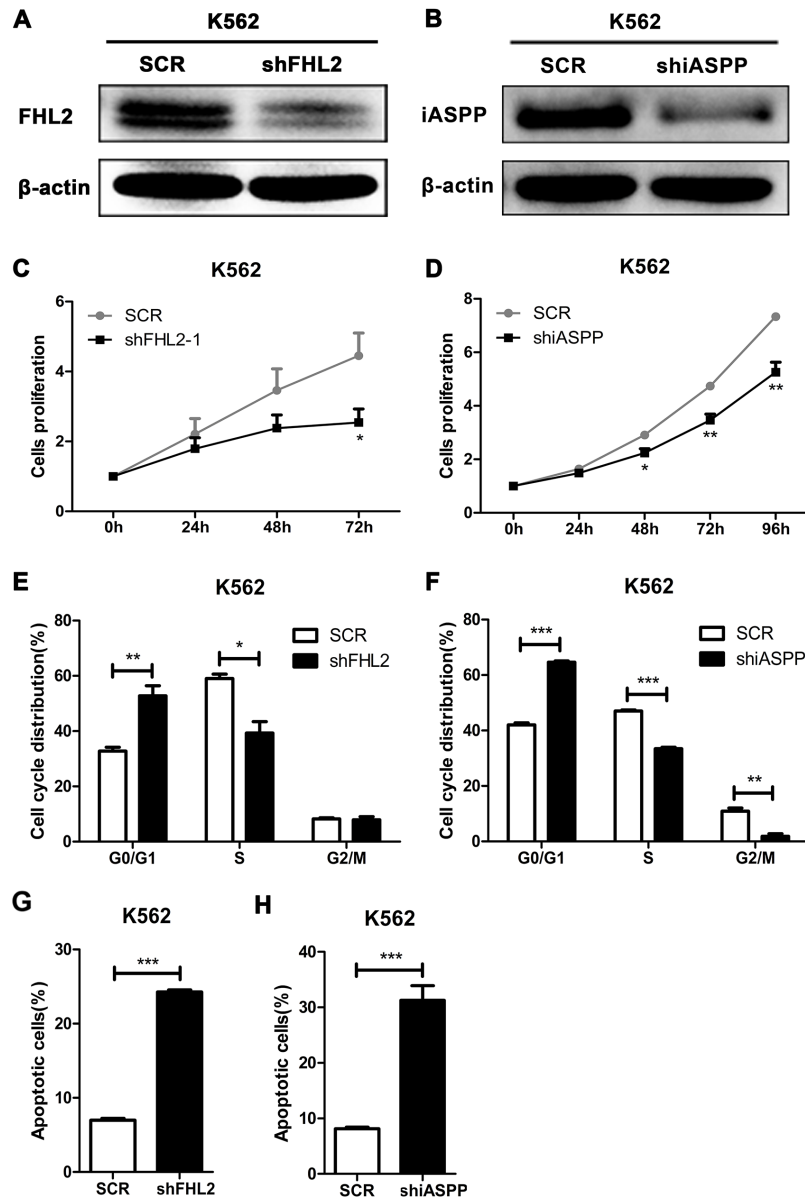 A
K562
SCR shFHL2
FHL2
β-actin
B
K562
SCR shiASPP
iASPP
β-actin
C
K562
SCR
shFHL2-1
Cells proliferation
6
4
2
0
*
0h 24h 48h 72h
D
K562
SCR
shiASPP
Cells proliferation
8
6
4
2
0
* ** **
0h 24h 48h 72h 96h
E
K562
SCR
shFHL2
Cell cycle distribution(%)
80
60
40
20
0
** *
G0/G1 S G2/M
F
K562
SCR
shiASPP
Cell cycle distribution(%)
80
60
40
20
0
*** *** **
G0/G1 S G2/M
G
K562
Apoptotic cells(%)
30
20
10
0
***
SCR shFHL2
H
K562
Apoptotic cells(%)
40
30
20
10
0
***
SCR shiASPP